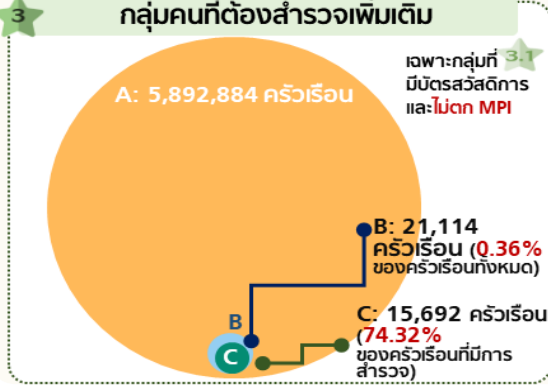 3
กลุ่มคนที่ต้องสำรวจเพิ่มเติม
เฉพาะกลุ่มที่ 3.1
มีบัตรสวัสดิการ
และไม่ตก MPI
A: 5,892,884 ครัวเรือน
B: 21,114
ครัวเรือน (0.36%
ของครัวเรือนทั้งหมด)
B
C
C: 15,692 ครัวเรือน
(74.32%
ของครัวเรือนที่มีการ
สำรวจ)